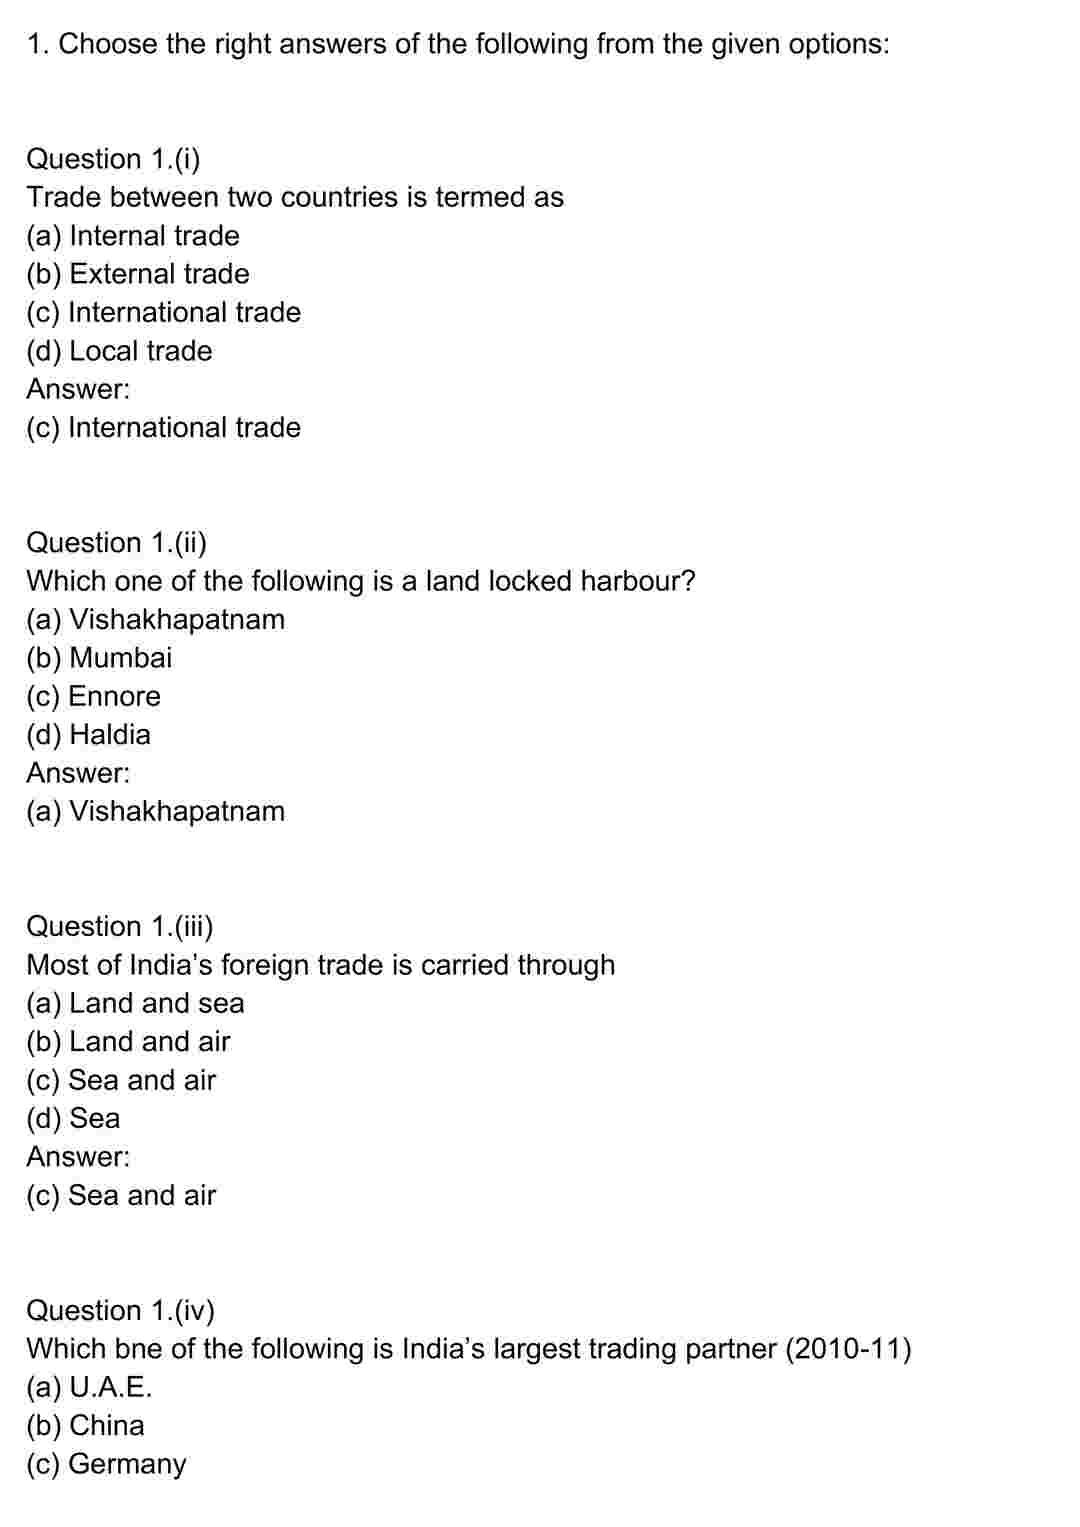 1. Choose the right answers of the following from the given options:
Question 1.(i)
Trade between two countries is termed as
(a) Internal trade
(b) External trade
(c) International trade
(d) Local trade
Answer:
(c) International trade
Question 1.(ii)
Which one of the following is a land locked harbour?
(a) Vishakhapatnam
(b) Mumbai
(c) Ennore
(d) Haldia
Answer:
(a) Vishakhapatnam
Question 1.(iii)
Most of India's foreign trade is carried through
(a) Land and sea
(b) Land and air
(c) Sea and air
(d) Sea
Answer:
(c) Sea and air
Question 1.(iv)
Which bne of the following is India’s largest trading partner (2010-11)
(a) U.A.E.
(b) China
(c) Germany